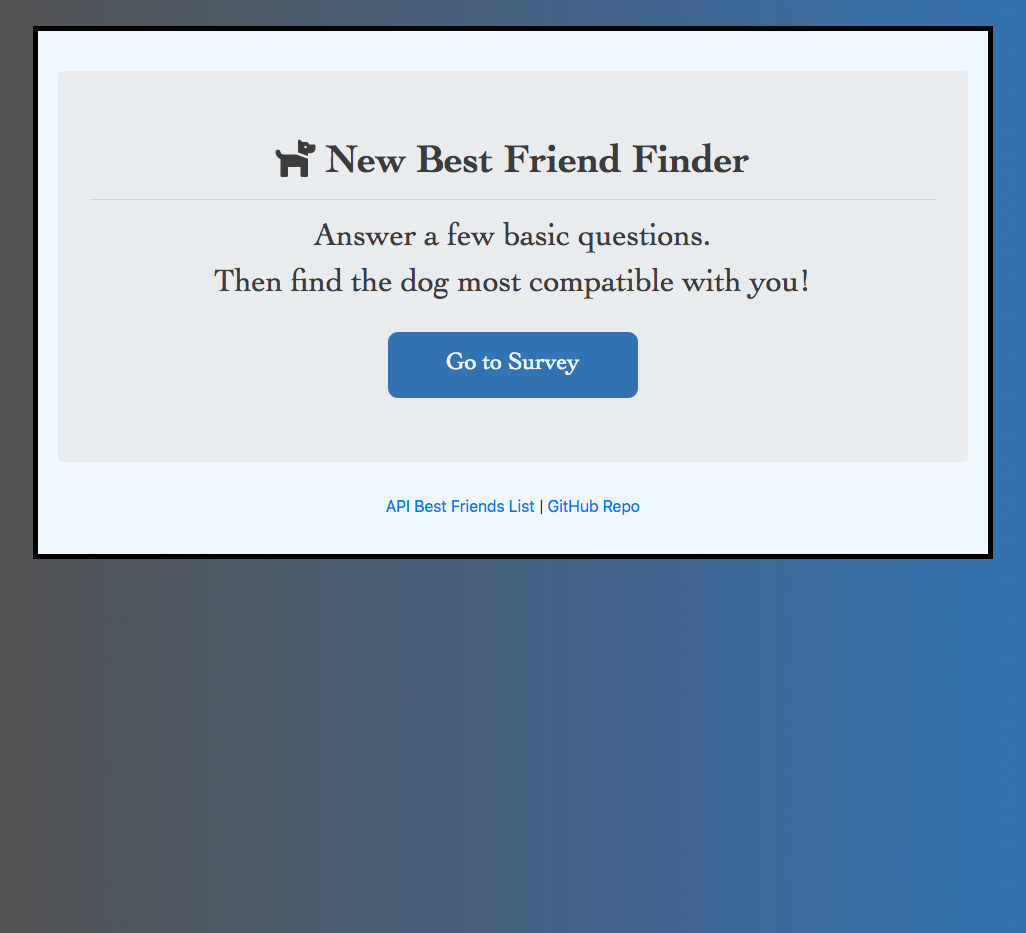 New Best Friend Finder
Answer a few basic questions.
Then find the dog most compatible with you!
Go to Survey
API Best Friends List | GitHub Repo